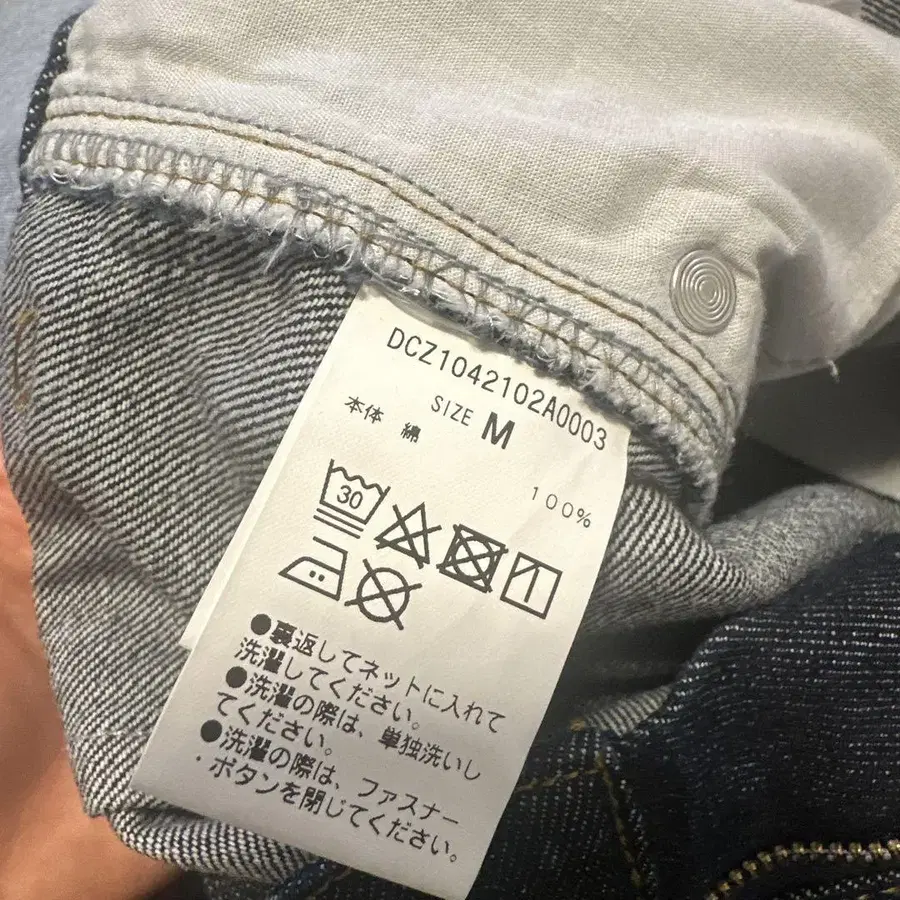 DCZ1042102A0003
SIZE M
本体 綿
100%
30
●裏返してネットに入れて
洗濯してください。
●洗濯の際は、単独洗いし
てください。
●洗濯の際は、ファスナー
・ボタンを閉じてください。